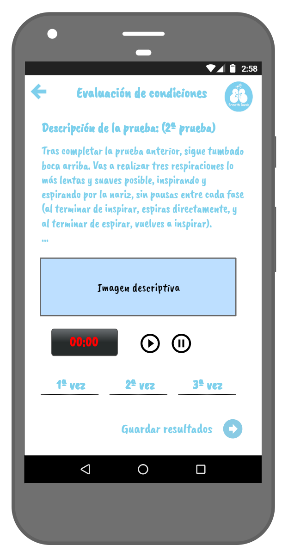 2:58
Evaluación de condiciones
Descripción de la prueba: (2ª prueba)
Tras completar la prueba anterior, sigue tumbado
boca arriba. Vas a realizar tres respiraciones lo
más lentas y suaves posible, inspirando y
espirando por la nariz, sin pausas entre cada fase
(al terminar de inspirar, espiras directamente, y
al terminar de espirar, vuelves a inspirar).
...
Imagen descriptiva
00:00
1ª vez 2ª vez 3ª vez
Guardar resultados